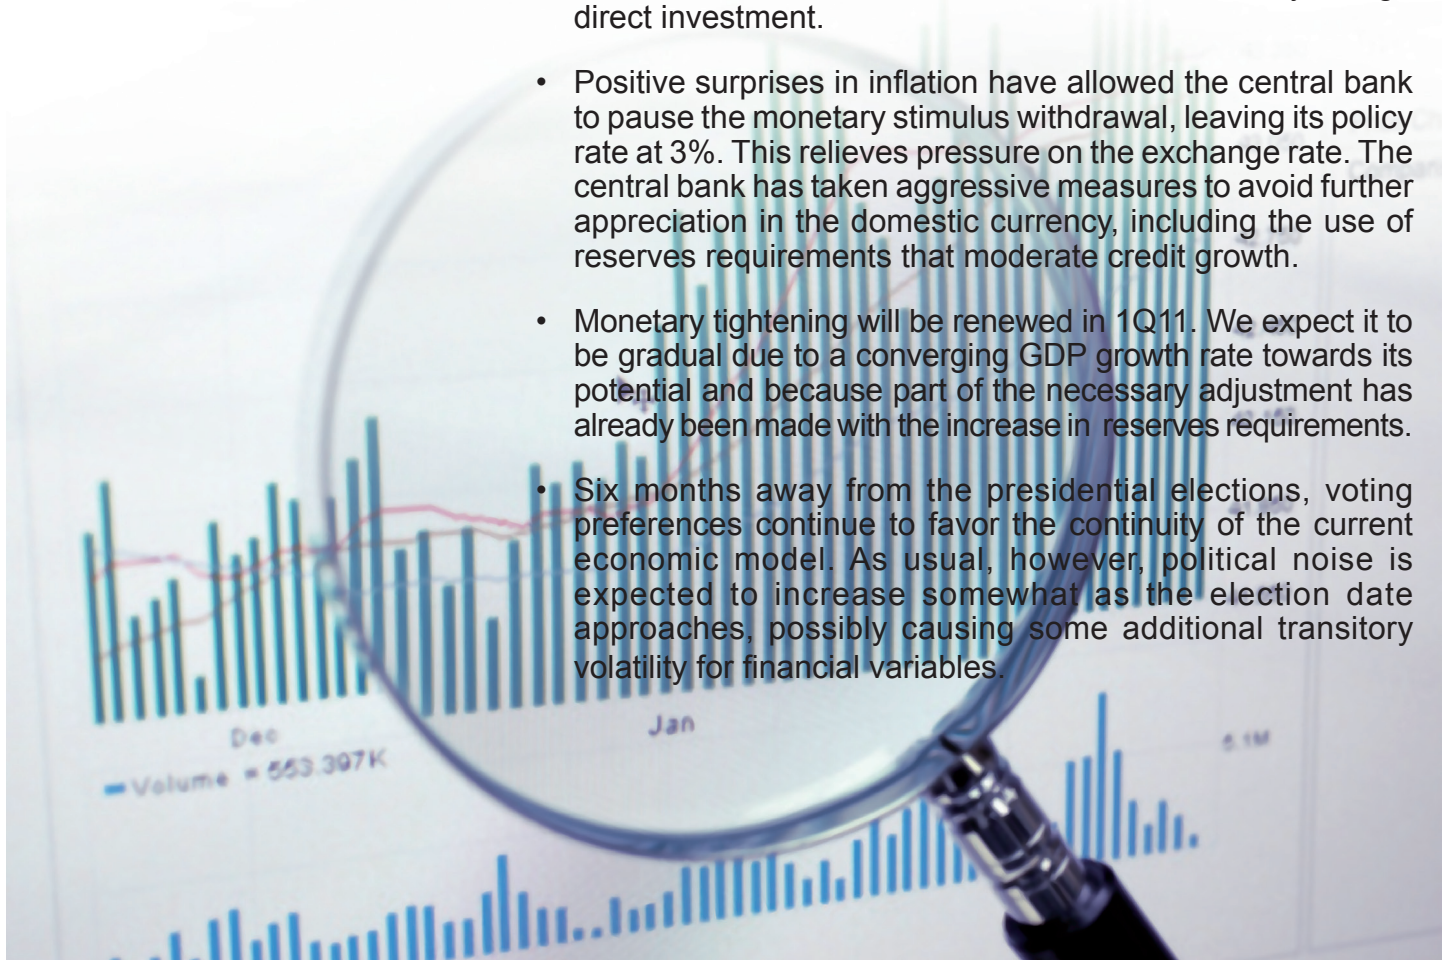 direct investment.
• Positive surprises in inflation have allowed the central bank
to pause the monetary stimulus withdrawal, leaving its policy
rate at 3%. This relieves pressure on the exchange rate. The
central bank has taken aggressive measures to avoid further
appreciation in the domestic currency, including the use of
reserves requirements that moderate credit growth.
• Monetary tightening will be renewed in 1Q11. We expect it to
be gradual due to a converging GDP growth rate towards its
potential and because part of the necessary adjustment has
already been made with the increase in reserves requirements.
• Six months away from the presidential elections, voting
preferences continue to favor the continuity of the current
economic model. As usual, however, political noise is
expected to increase somewhat as the election date
approaches, possibly causing some additional transitory
volatility for financial variables.
Dec
Jan
Volume = 553.397K
5.1M